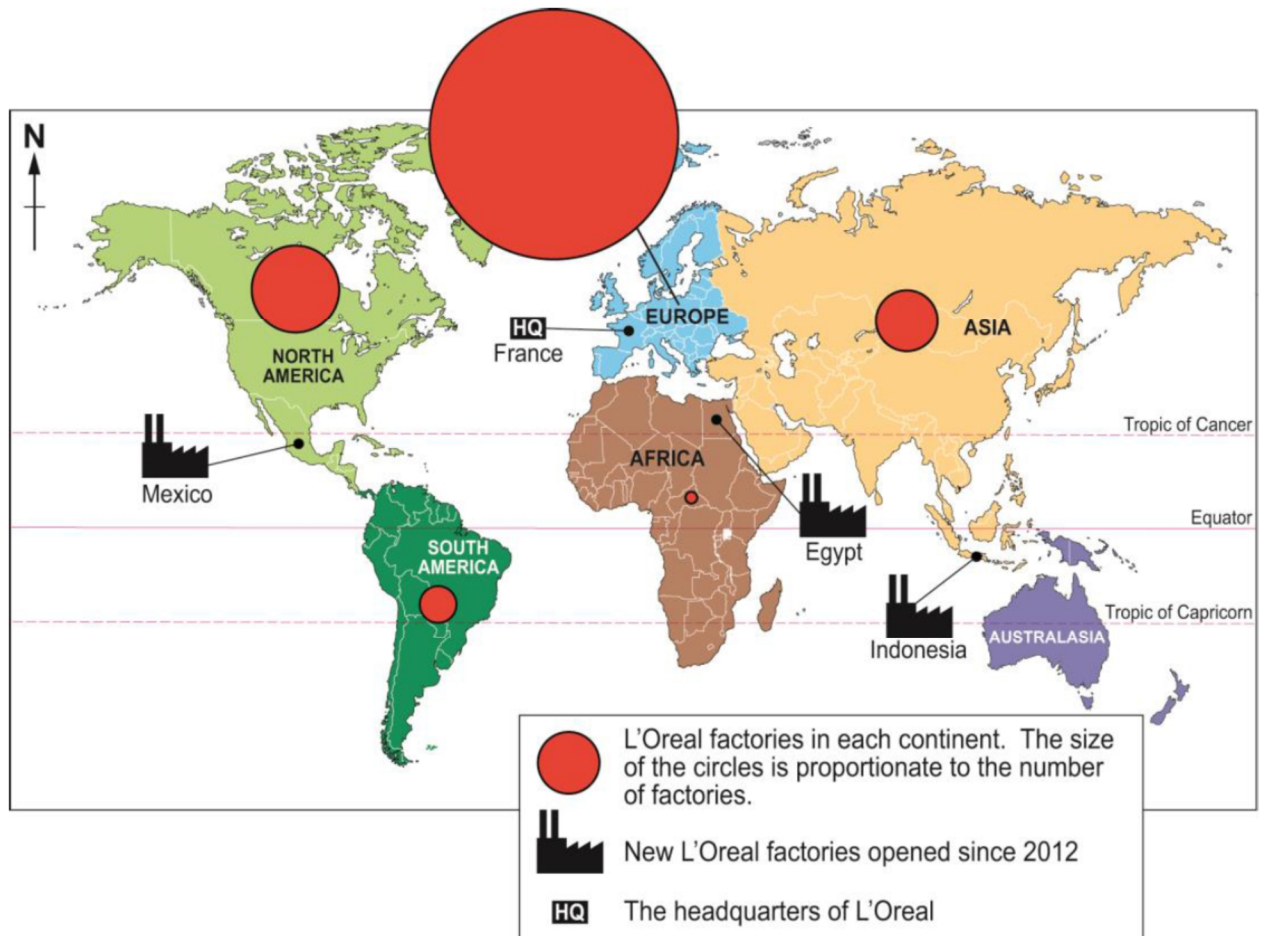 N
NORTH
AMERICA
HQ
France
EUROPE
ASIA
Tropic of Cancer
Mexico
AFRICA
Equator
SOUTH
AMERICA
Egypt
Tropic of Capricorn
Indonesia
AUSTRALASIA
L'Oreal factories in each continent. The size
of the circles is proportionate to the number
of factories.
New L'Oreal factories opened since 2012
HQ
The headquarters of L'Oreal